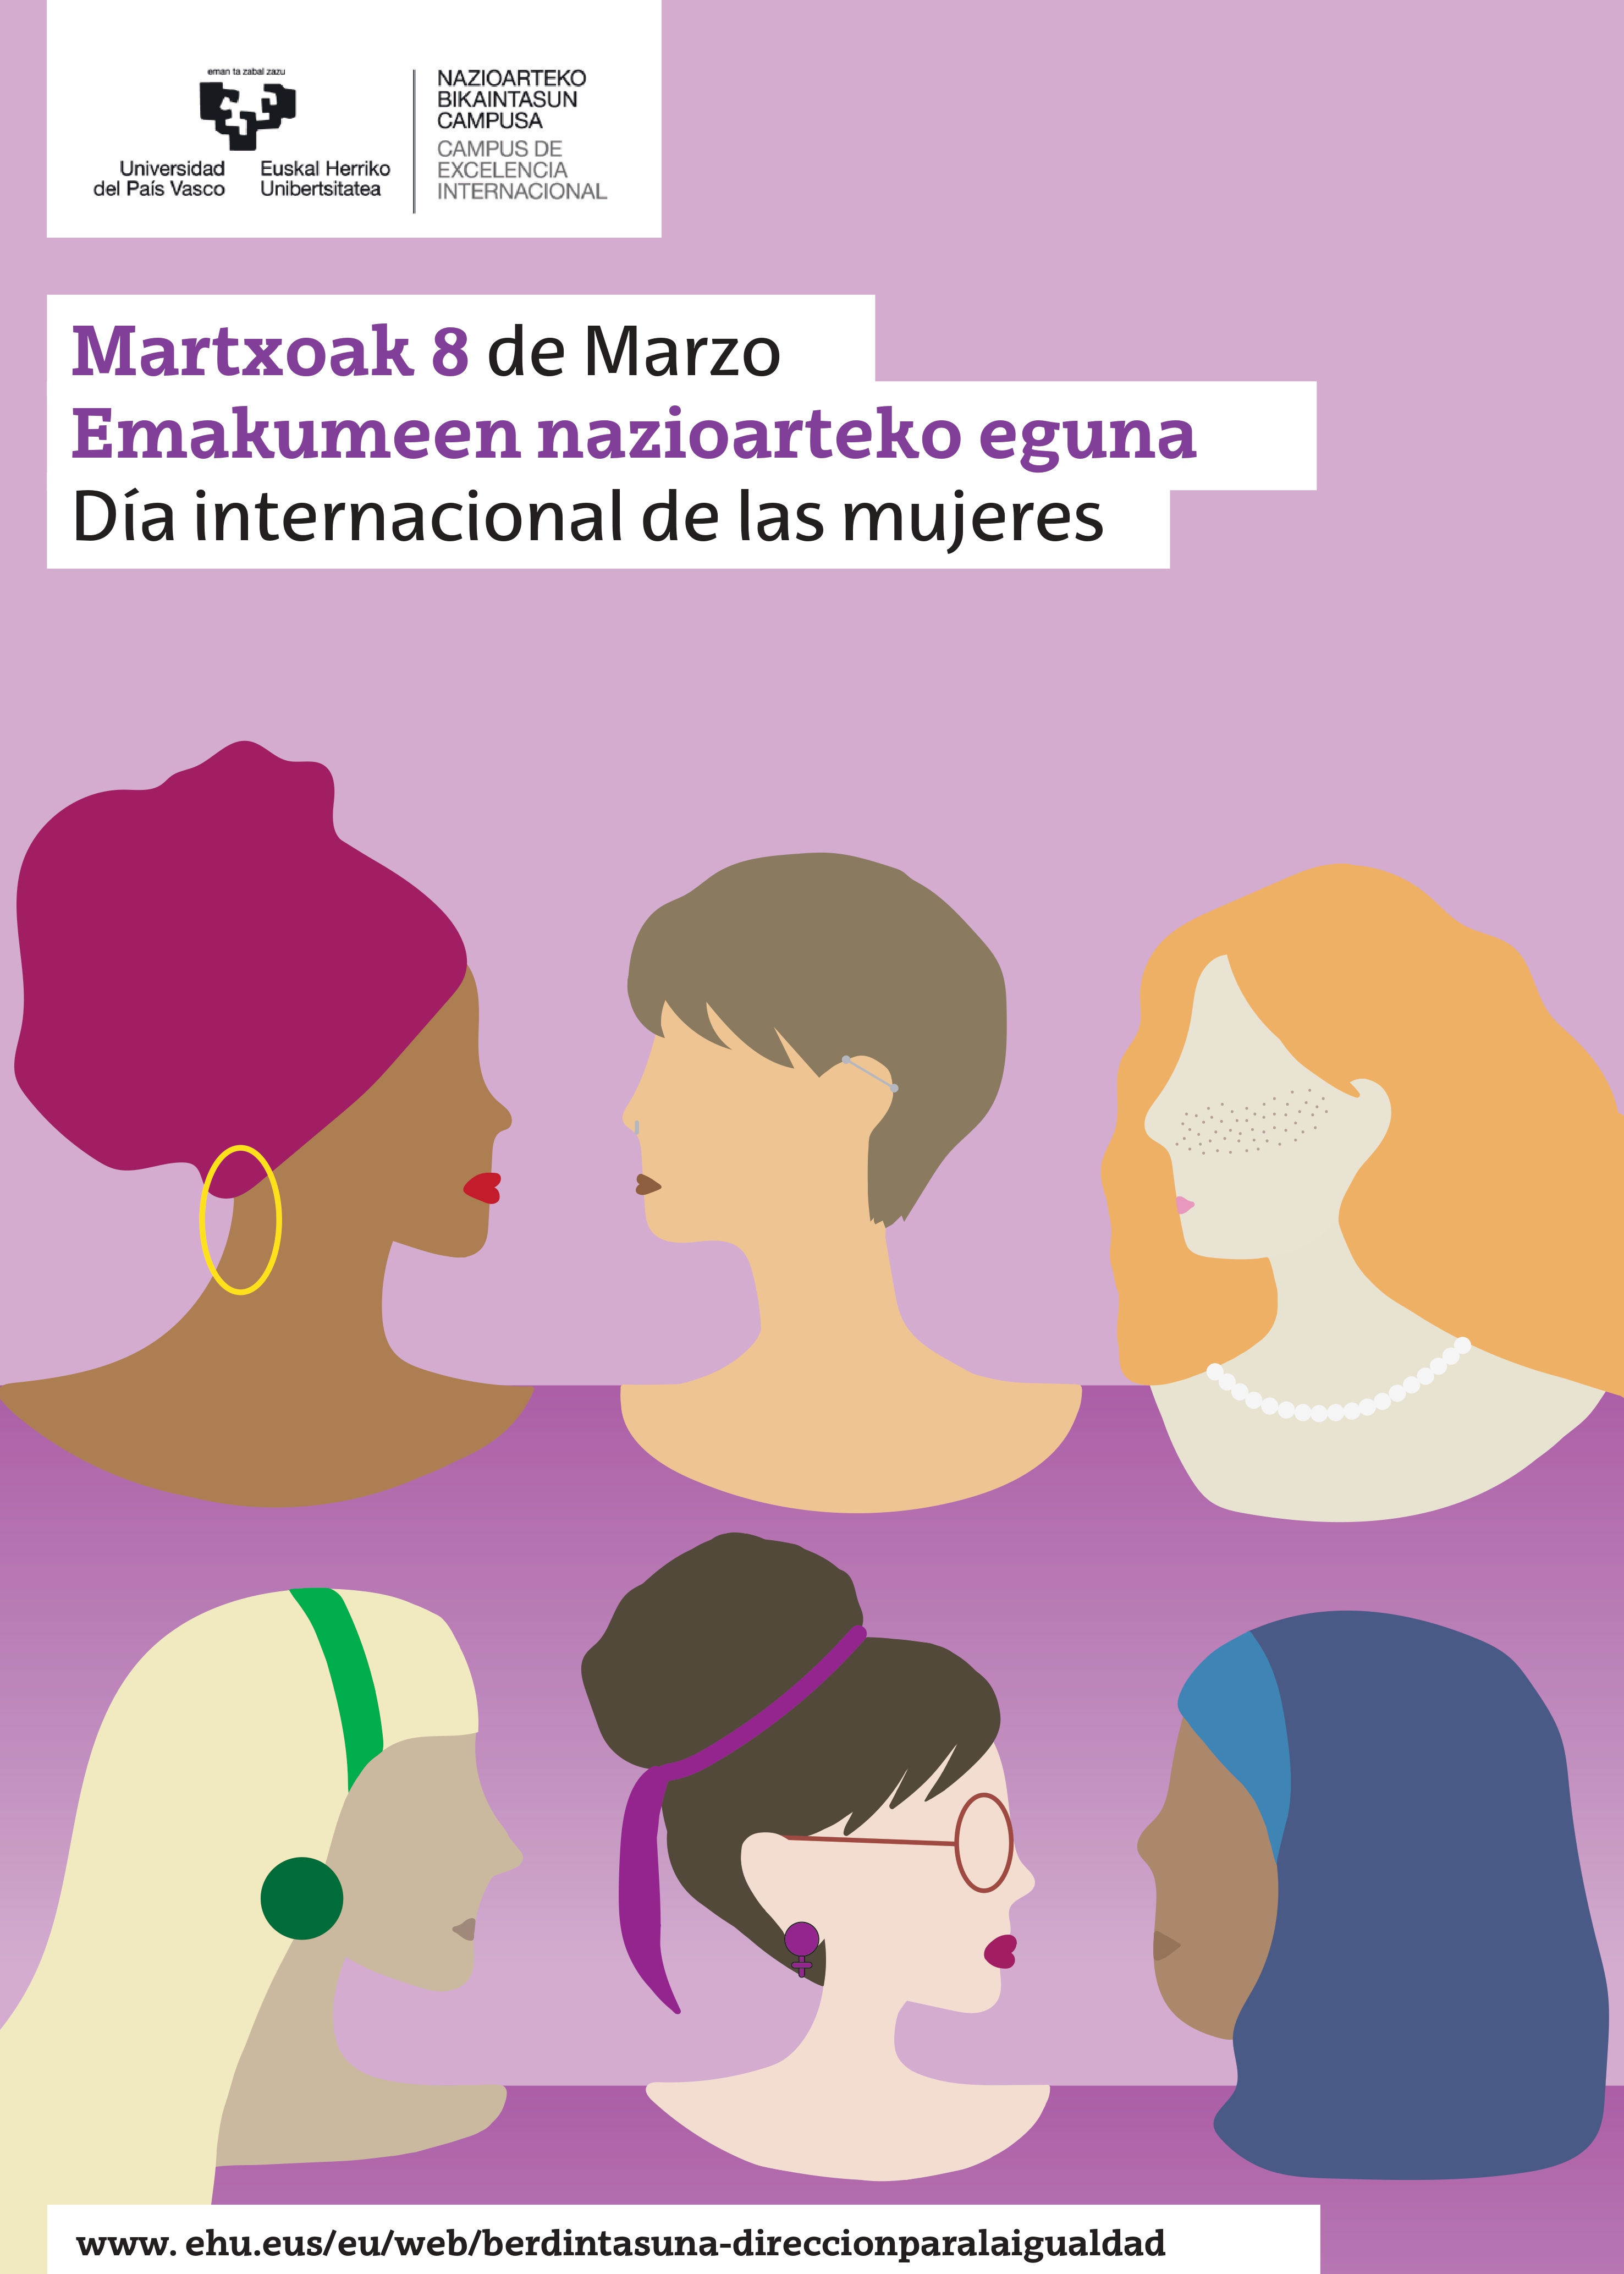 eman ta zabal zazu
Universidad
del País Vasco
Euskal Herriko
Unibertsitatea
NAZIOARTEKO
BIKAINTASUN
CAMPUSA
CAMPUS DE
EXCELENCIA
INTERNACIONAL
Martxoak 8 de Marzo
Emakumeen nazioarteko eguna
Día internacional de las mujeres
www. ehu.eus/eu/web/berdintasuna-direccionparalaigualdad